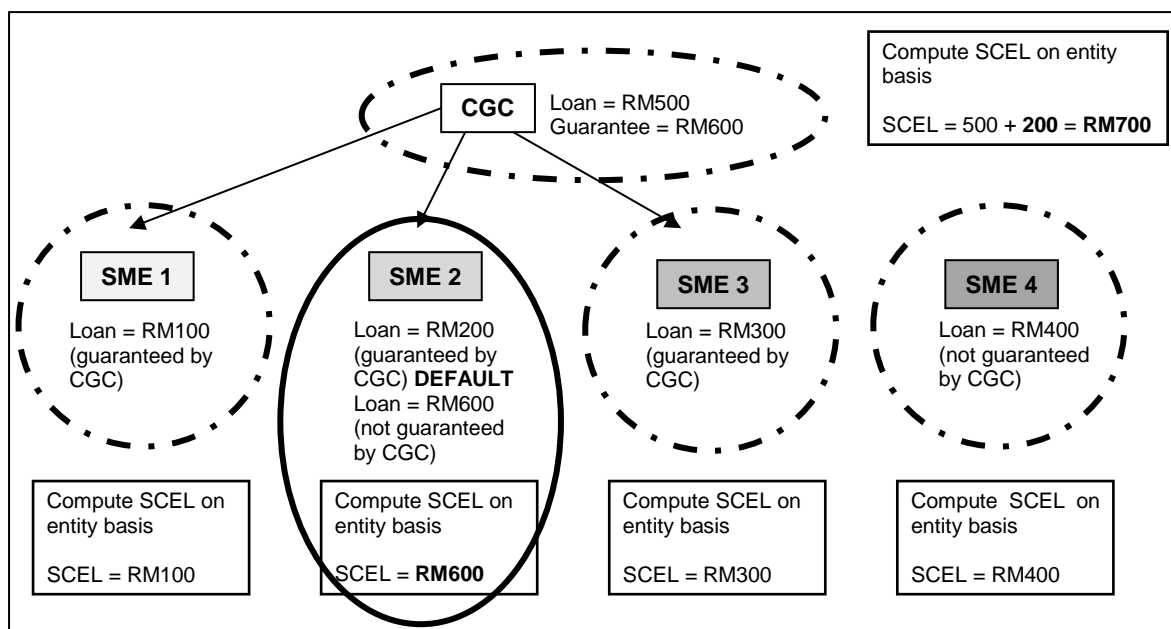 Compute SCEL on entity
basis
SCEL = 500 + 200 = RM700
CGC
Loan = RM500
Guarantee = RM600
SME 1
Loan = RM100
(guaranteed by
CGC)
SME 2
Loan = RM200
(guaranteed by
CGC) DEFAULT
Loan = RM600
(not guaranteed
by CGC)
SME 3
Loan = RM300
(guaranteed by
CGC)
SME 4
Loan = RM400
(not guaranteed
by CGC)
Compute SCEL on
entity basis
SCEL = RM100
Compute SCEL on
entity basis
SCEL = RM600
Compute SCEL on
entity basis
SCEL = RM300
Compute SCEL on
entity basis
SCEL = RM400